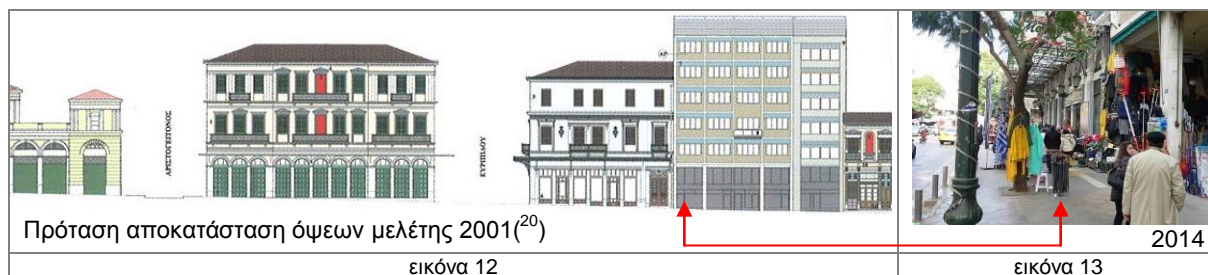 ΑΡΙΣΤΟΓΕΙΤΟΝΟΣ
ΕΥΡΙΠΙΔΟΥ
Πρόταση αποκατάσταση όψεων μελέτης 2001(20)
2014
εικόνα 12
εικόνα 13